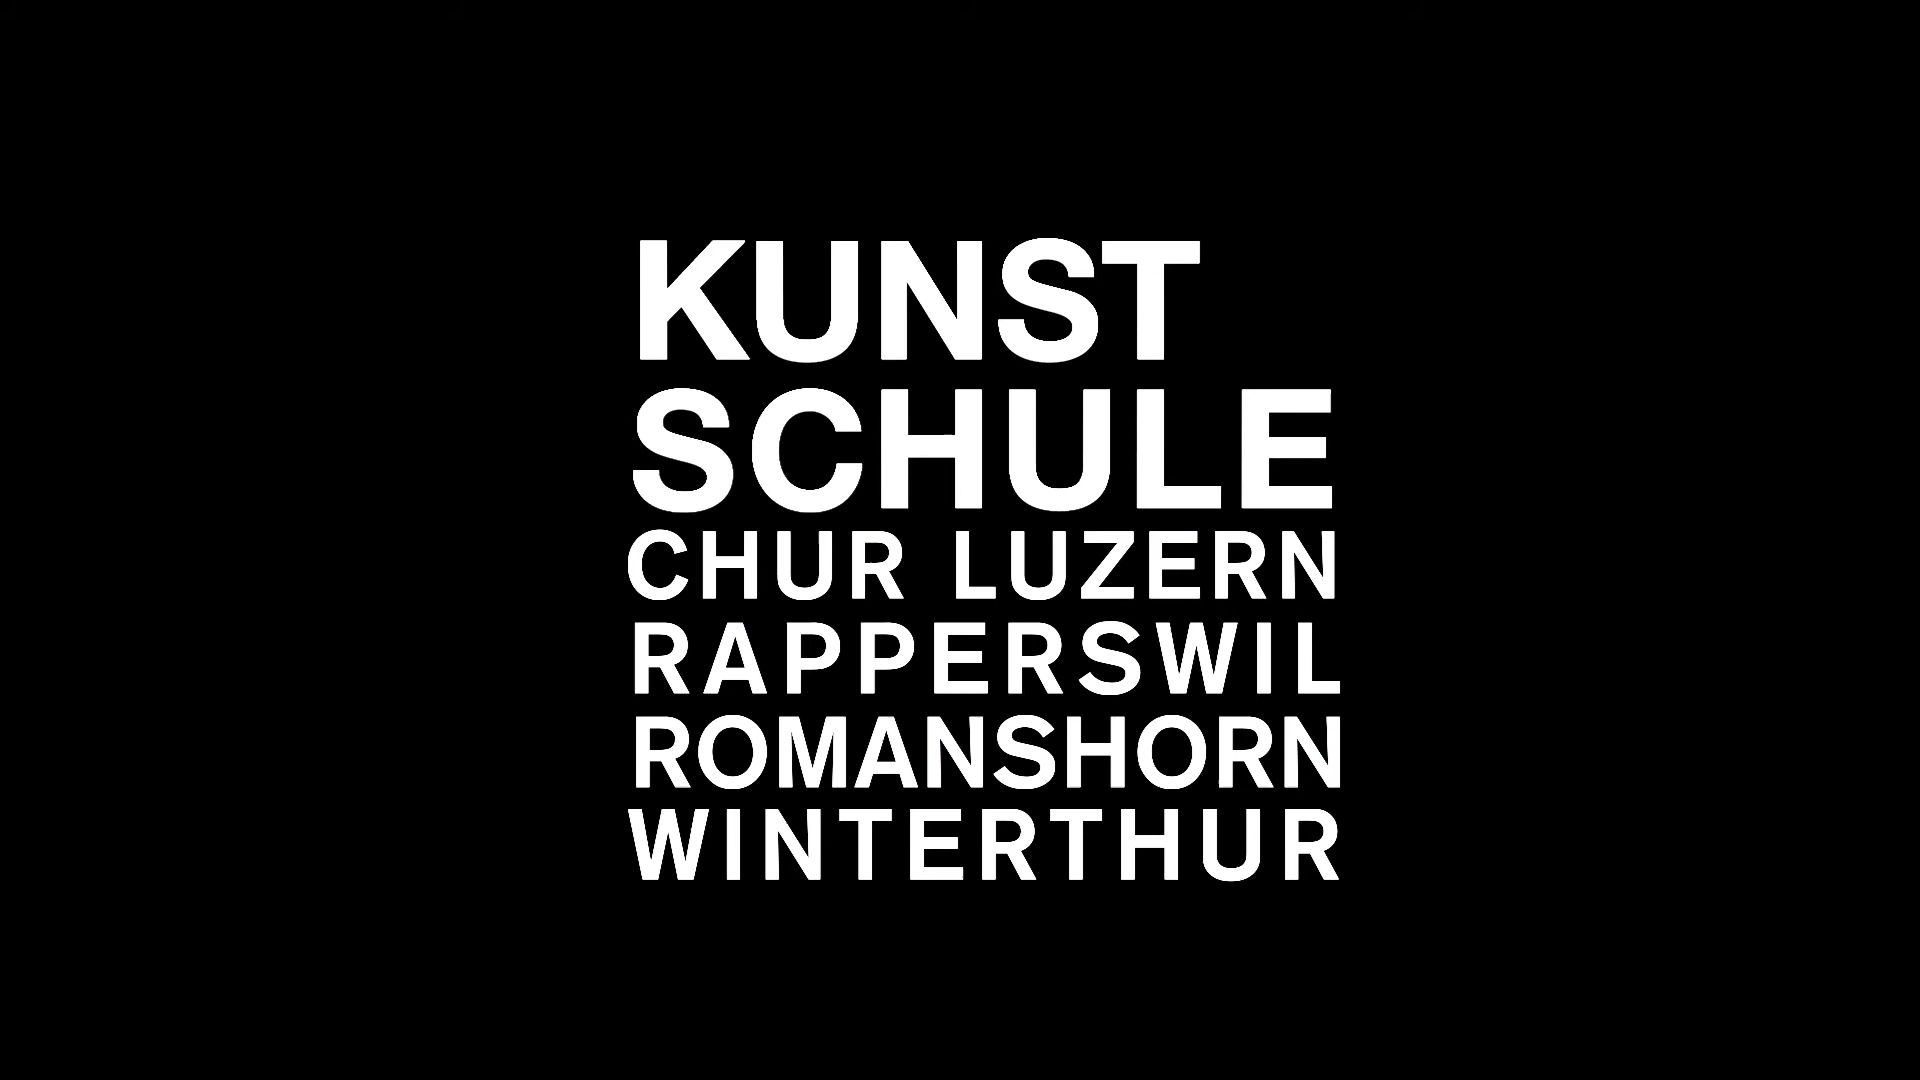 KUNST
SCHULE
CHUR LUZERN
RAPPERSWIL
ROMANSHORN
WINTERTHUR